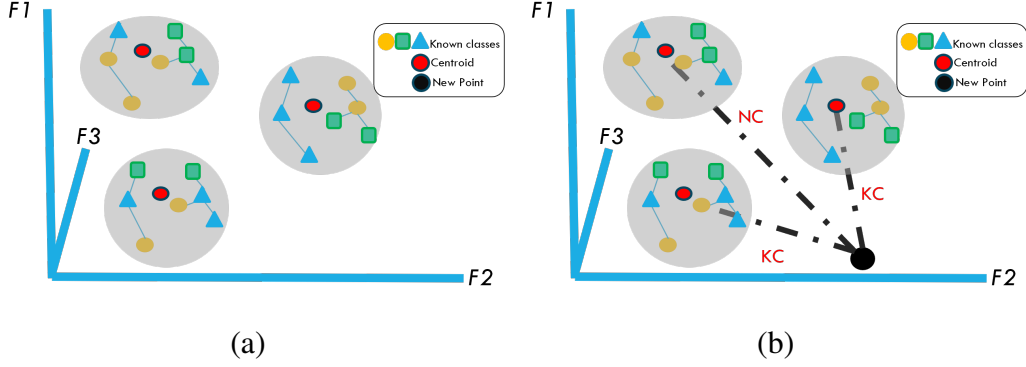 F1
Known classes
Centroid
New Point
F3
F2
(a)
F1
Known classes
Centroid
New Point
NC
F3
KC
KC
F2
(b)